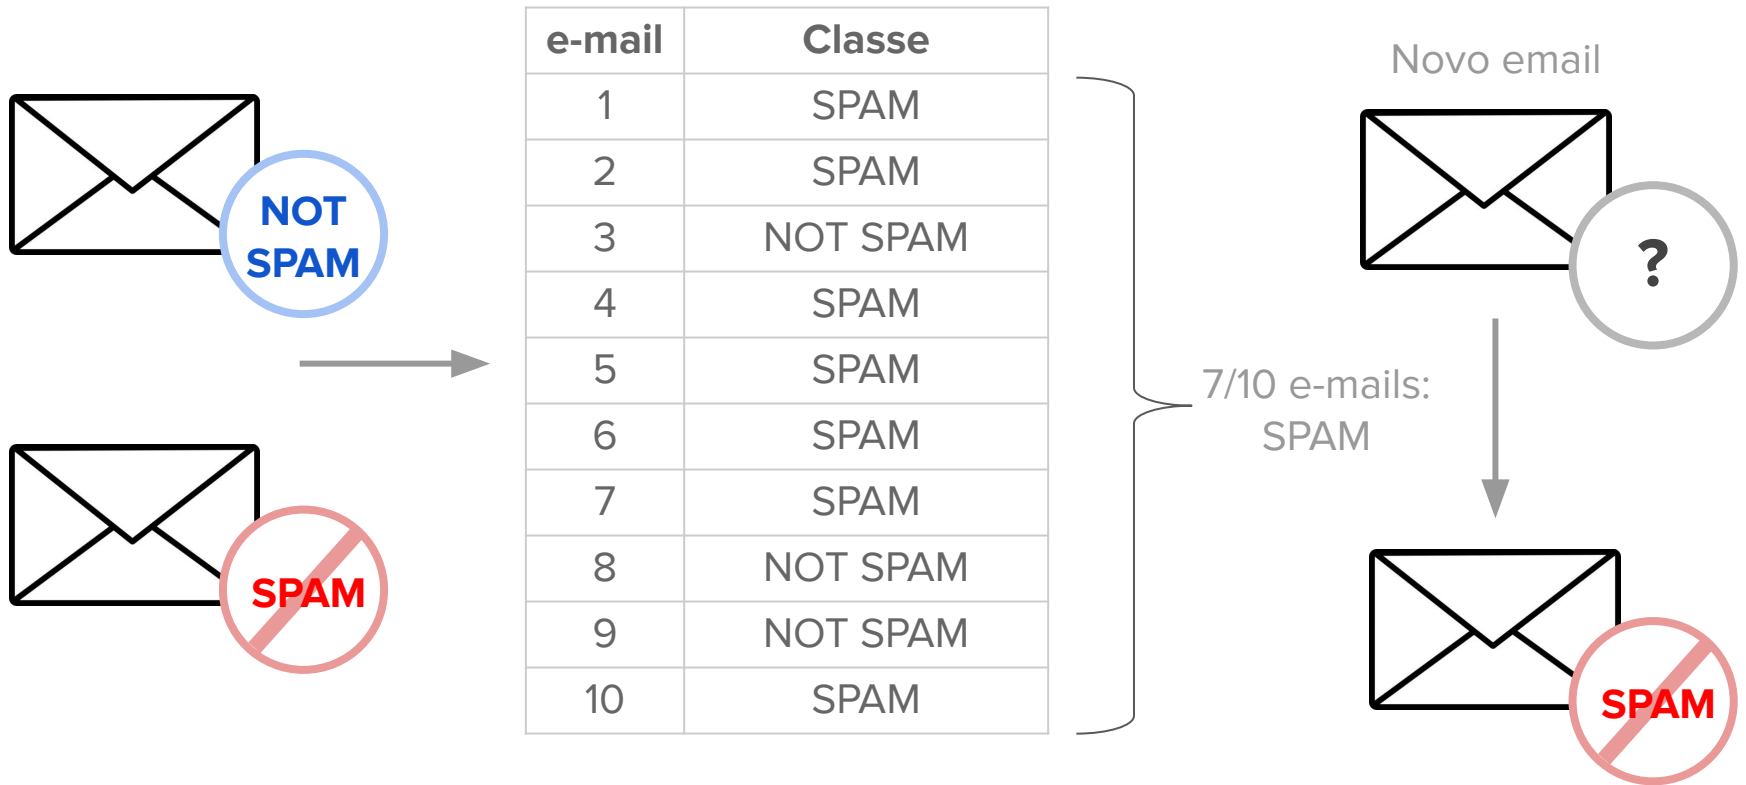 NOT
SPAM
SPAM
e-mail Classe
1 SPAM
2 SPAM
3 NOT SPAM
4 SPAM
5 SPAM
6 SPAM
7 SPAM
8 NOT SPAM
9 NOT SPAM
10 SPAM
7/10 e-mails:
SPAM
Novo email
?
SPAM